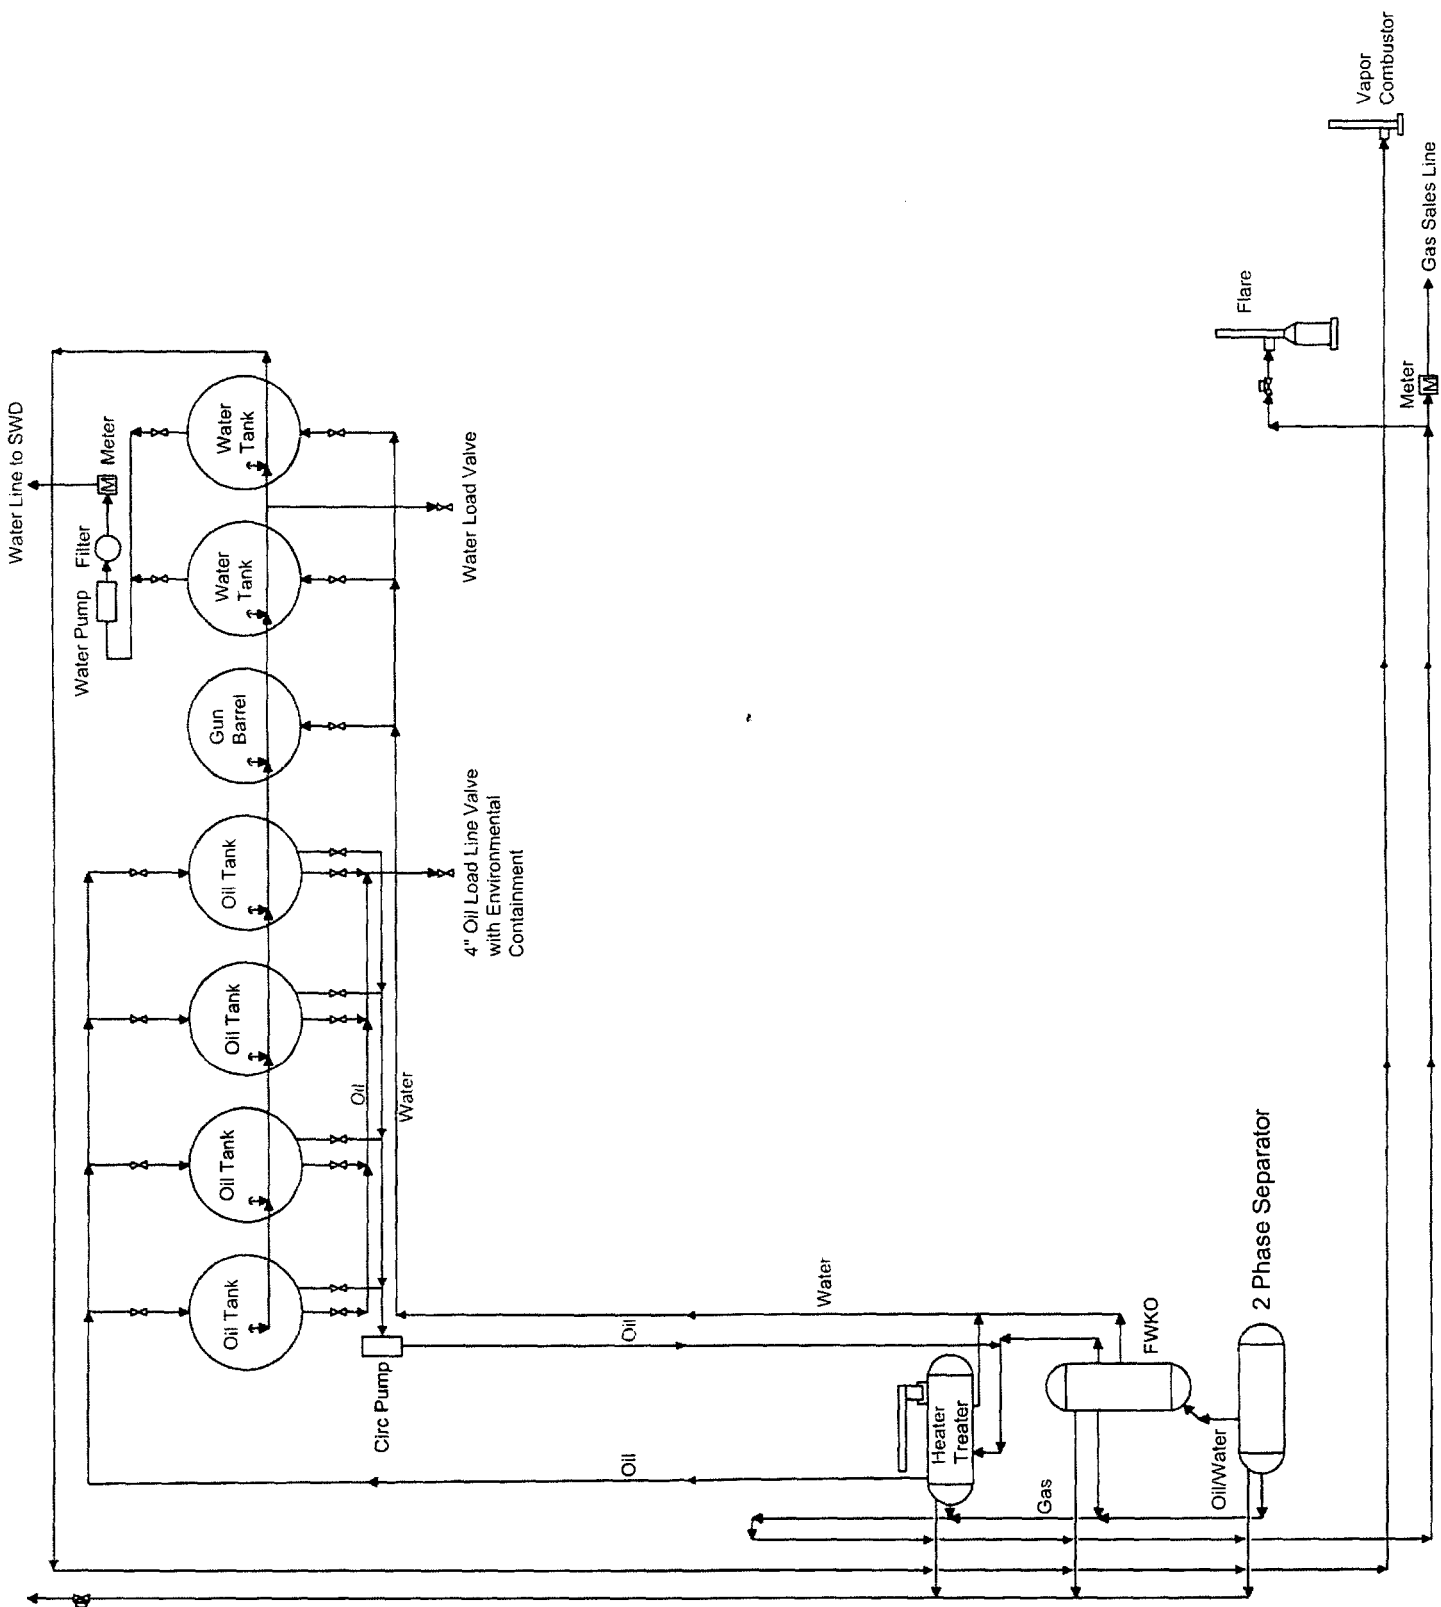 Water Line to SWD
Water Pump
Filter
Meter
M
Oil Tank
Oil Tank
Oil Tank
Oil Tank
Gun
Barrel
Water
Tank
Water
Tank
Oil
Circ Pump
Water
4" Oil Load Line Valve
with Environmental
Containment
Water Load Valve
Oil
Oil
Water
Heater
Treater
Gas
FWKO
Oil/Water
2 Phase Separator
Flare
Vapor
Combustor
Meter
M
Gas Sales Line